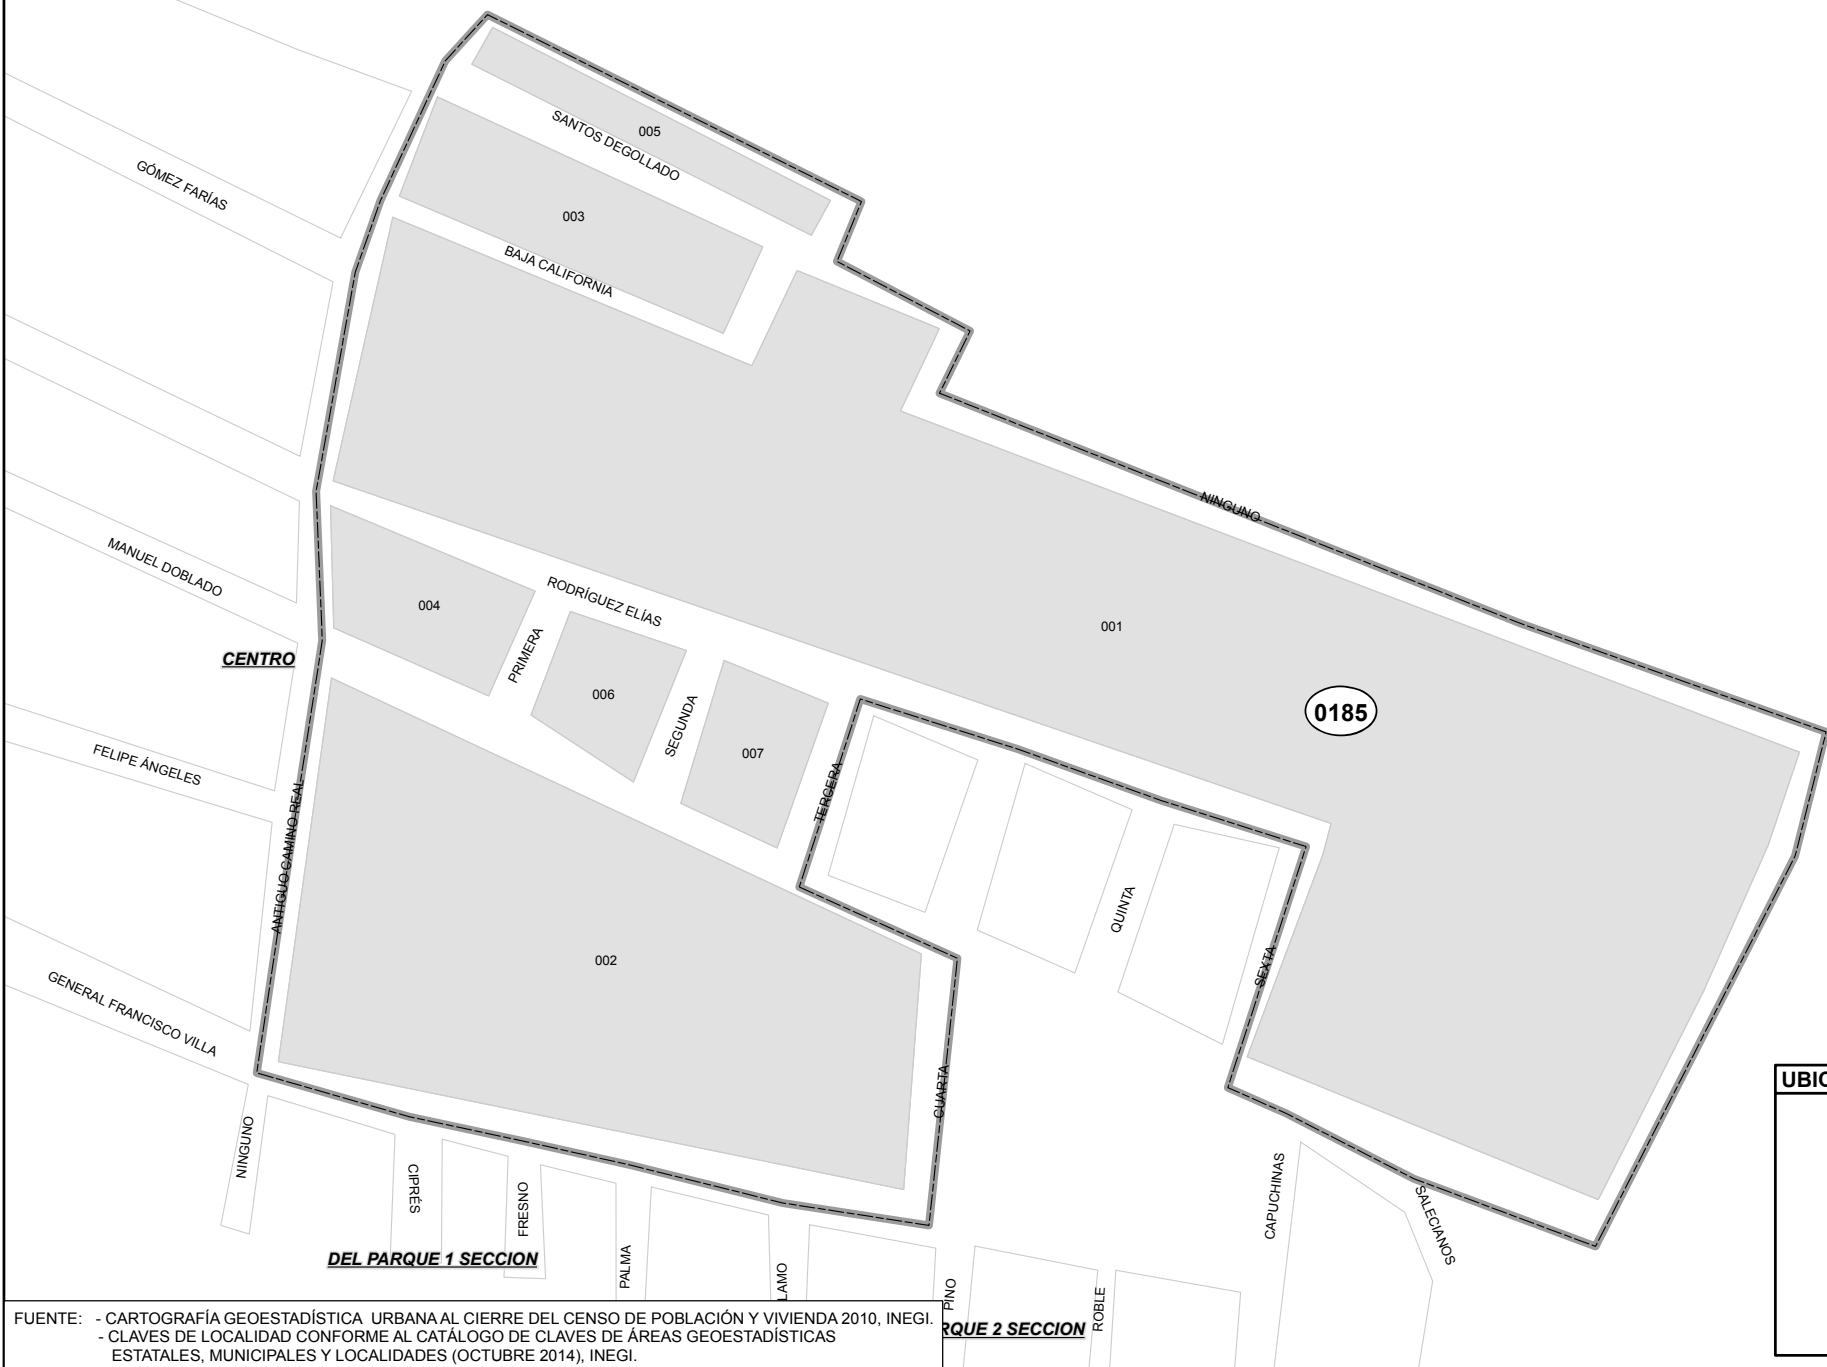 005
SANTOS DEGOLLADO
GÓMEZ FARÍAS
003
BAJA CALIFORNIA
NINGUNO
MANUEL DOBLADO
RODRÍGUEZ ELÍAS
004
001
PRIMERA
CENTRO
006
SEGUNDA
0185
007
FELIPE ÁNGELES
TERCERA
ANTIGUO CAMINO REAL
QUINTA
002
SEXTA
GENERAL FRANCISCO VILLA
CUARTA
UBIC
NINGUNO
CIPRÉS
FRESNO
CAPUCHINAS
SALECIANOS
DEL PARQUE 1 SECCION
PALMA
LAMO
PINO
ROBLE
RQUE 2 SECCION
FUENTE: - CARTOGRAFÍA GEOESTADÍSTICA URBANA AL CIERRE DEL CENSO DE POBLACIÓN Y VIVIENDA 2010, INEGI.
- CLAVES DE LOCALIDAD CONFORME AL CATÁLOGO DE CLAVES DE ÁREAS GEOESTADÍSTICAS
ESTATALES, MUNICIPALES Y LOCALIDADES (OCTUBRE 2014), INEGI.